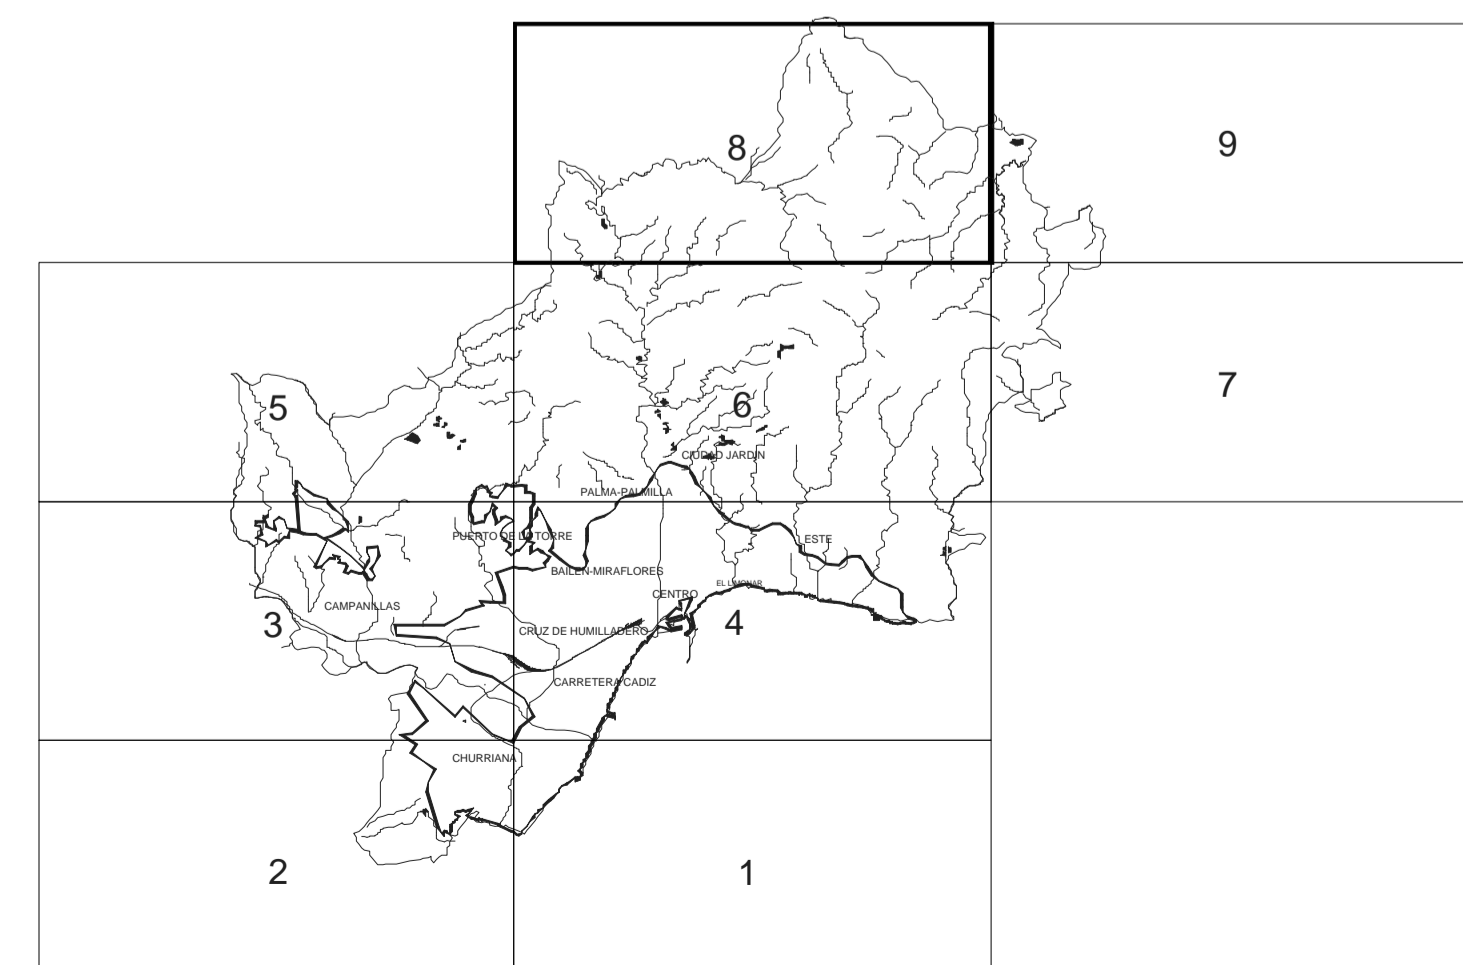 8
9
5
6
7
CIUDAD JARDIN
PALMA-PALMILLA
PUERTO DE LA TORRE
ESTE
BAILEN-MIRAFLORES
EL LIMONAR
CENTRO
CAMPANILLAS
3
4
CRUZ DE HUMILLADERO
CARRETERA CADIZ
CHURRIANA
2
1